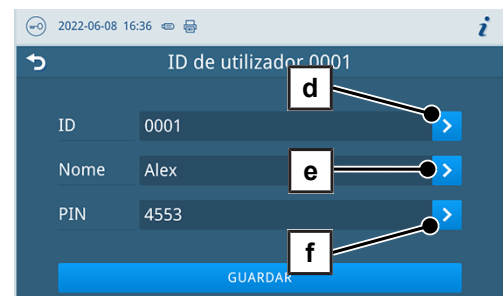 2022-06-08 16:36
ID de utilizador 0001
d
ID 0001
Nome Alex
e
PIN 4553
f
GUARDAR